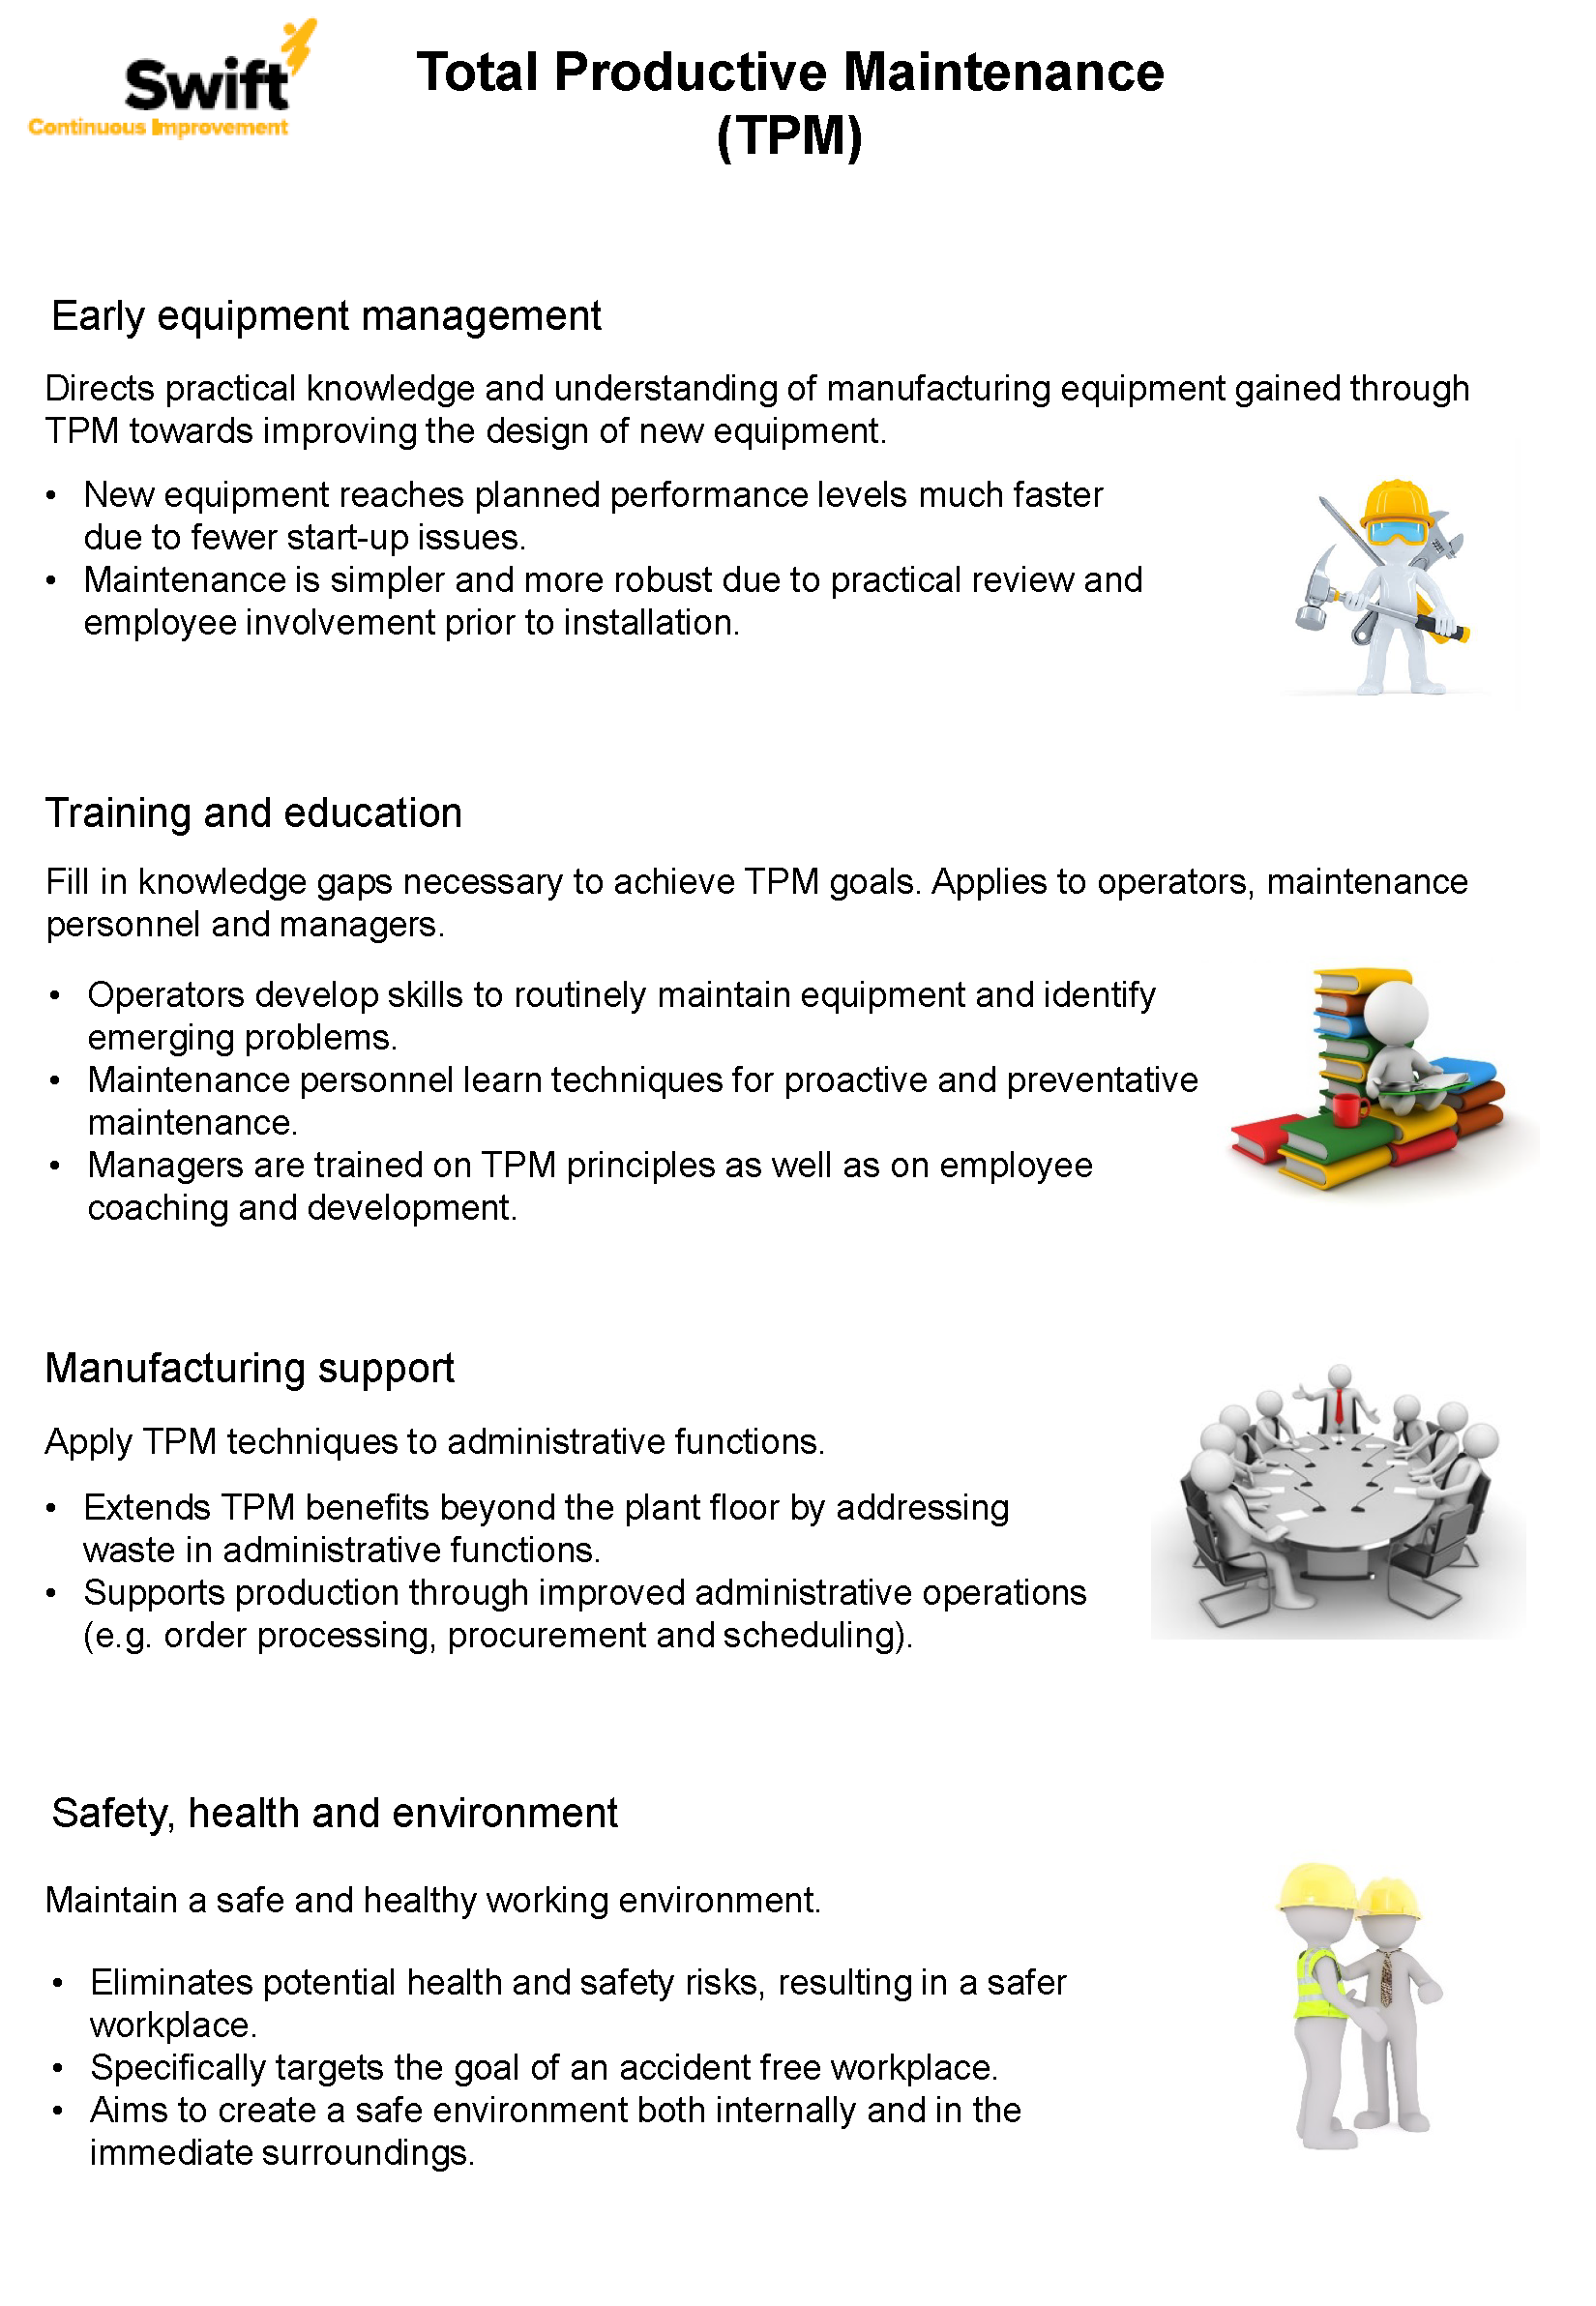 Swift
Continuous Improvement
Total Productive Maintenance
(TPM)
Early equipment management
Directs practical knowledge and understanding of manufacturing equipment gained through
TPM towards improving the design of new equipment.
• New equipment reaches planned performance levels much faster
due to fewer start-up issues.
• Maintenance is simpler and more robust due to practical review and
employee involvement prior to installation.
Training and education
Fill in knowledge gaps necessary to achieve TPM goals. Applies to operators, maintenance
personnel and managers.
• Operators develop skills to routinely maintain equipment and identify
emerging problems.
• Maintenance personnel learn techniques for proactive and preventative
maintenance.
• Managers are trained on TPM principles as well as on employee
coaching and development.
Manufacturing support
Apply TPM techniques to administrative functions.
• Extends TPM benefits beyond the plant floor by addressing
waste in administrative functions.
• Supports production through improved administrative operations
(e.g. order processing, procurement and scheduling).
Safety, health and environment
Maintain a safe and healthy working environment.
• Eliminates potential health and safety risks, resulting in a safer
workplace.
• Specifically targets the goal of an accident free workplace.
• Aims to create a safe environment both internally and in the
immediate surroundings.